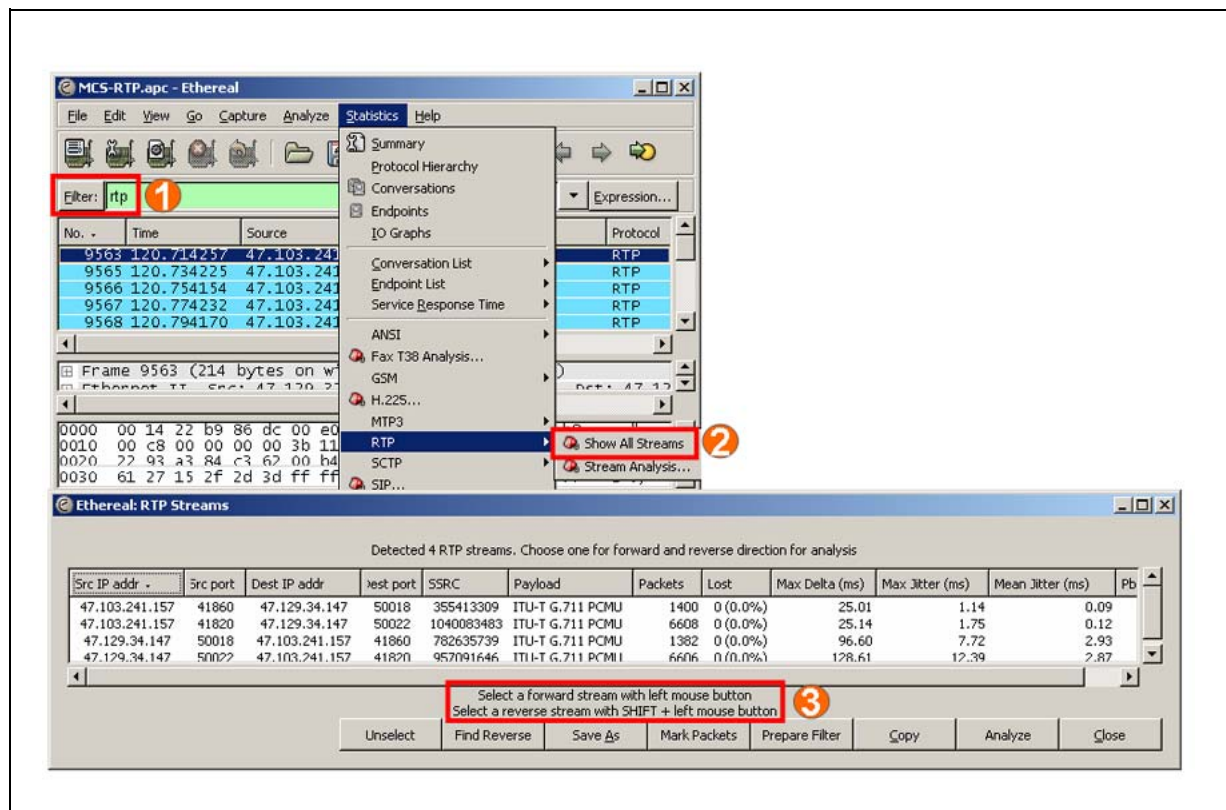 MCS-RTP.apc - Ethereal
File Edit View Go Capture Analyze Statistics Help
Filter: rtp
1
Expression...
No. - Time Source Protocol
9563 120.714257 47.103.241 RTP
9565 120.734225 47.103.241 RTP
9566 120.754154 47.103.241 RTP
9567 120.774232 47.103.241 RTP
9568 120.794170 47.103.241 RTP
Frame 9563 (214 bytes on
Ethernet II, Src: 47.129 Dst: 47.12
0000 00 14 22 b9 86 dc 00 e0
0010 00 c8 00 00 00 00 3b 11
0020 22 93 a3 84 c3 62 00 b4
0030 61 27 15 2f 2d 3d ff ff
Summary
Protocol Hierarchy
Conversations
Endpoints
IO Graphs
Conversation List
Endpoint List
Service Response Time
ANSI
Fax T38 Analysis...
GSM
H.225...
MTP3
RTP
SCTP
SIP...
Show All Streams
2
Stream Analysis...
Ethereal: RTP Streams
Detected 4 RTP streams. Choose one for forward and reverse direction for analysis
Src IP addr - Src port Dest IP addr Dest port SSRC Payload Packets Lost Max Delta (ms) Max Jitter (ms) Mean Jitter (ms) Pb
47.103.241.157 41860 47.129.34.147 50018 355413309 ITU-T G.711 PCMU 1400 0 (0.0%) 25.01 1.14 0.09
47.103.241.157 41820 47.129.34.147 50022 1040083483 ITU-T G.711 PCMU 6608 0 (0.0%) 25.14 1.75 0.12
47.129.34.147 50018 47.103.241.157 41860 782635739 ITU-T G.711 PCMU 1382 0 (0.0%) 96.60 7.72 2.93
47.129.34.147 50022 47.103.241.157 41820 957091646 ITU-T G.711 PCMU 6606 0 (0.0%) 128.61 12.39 2.87
Select a forward stream with left mouse button
Select a reverse stream with SHIFT + left mouse button
3
Unselect Find Reverse Save As Mark Packets Prepare Filter Copy Analyze Close